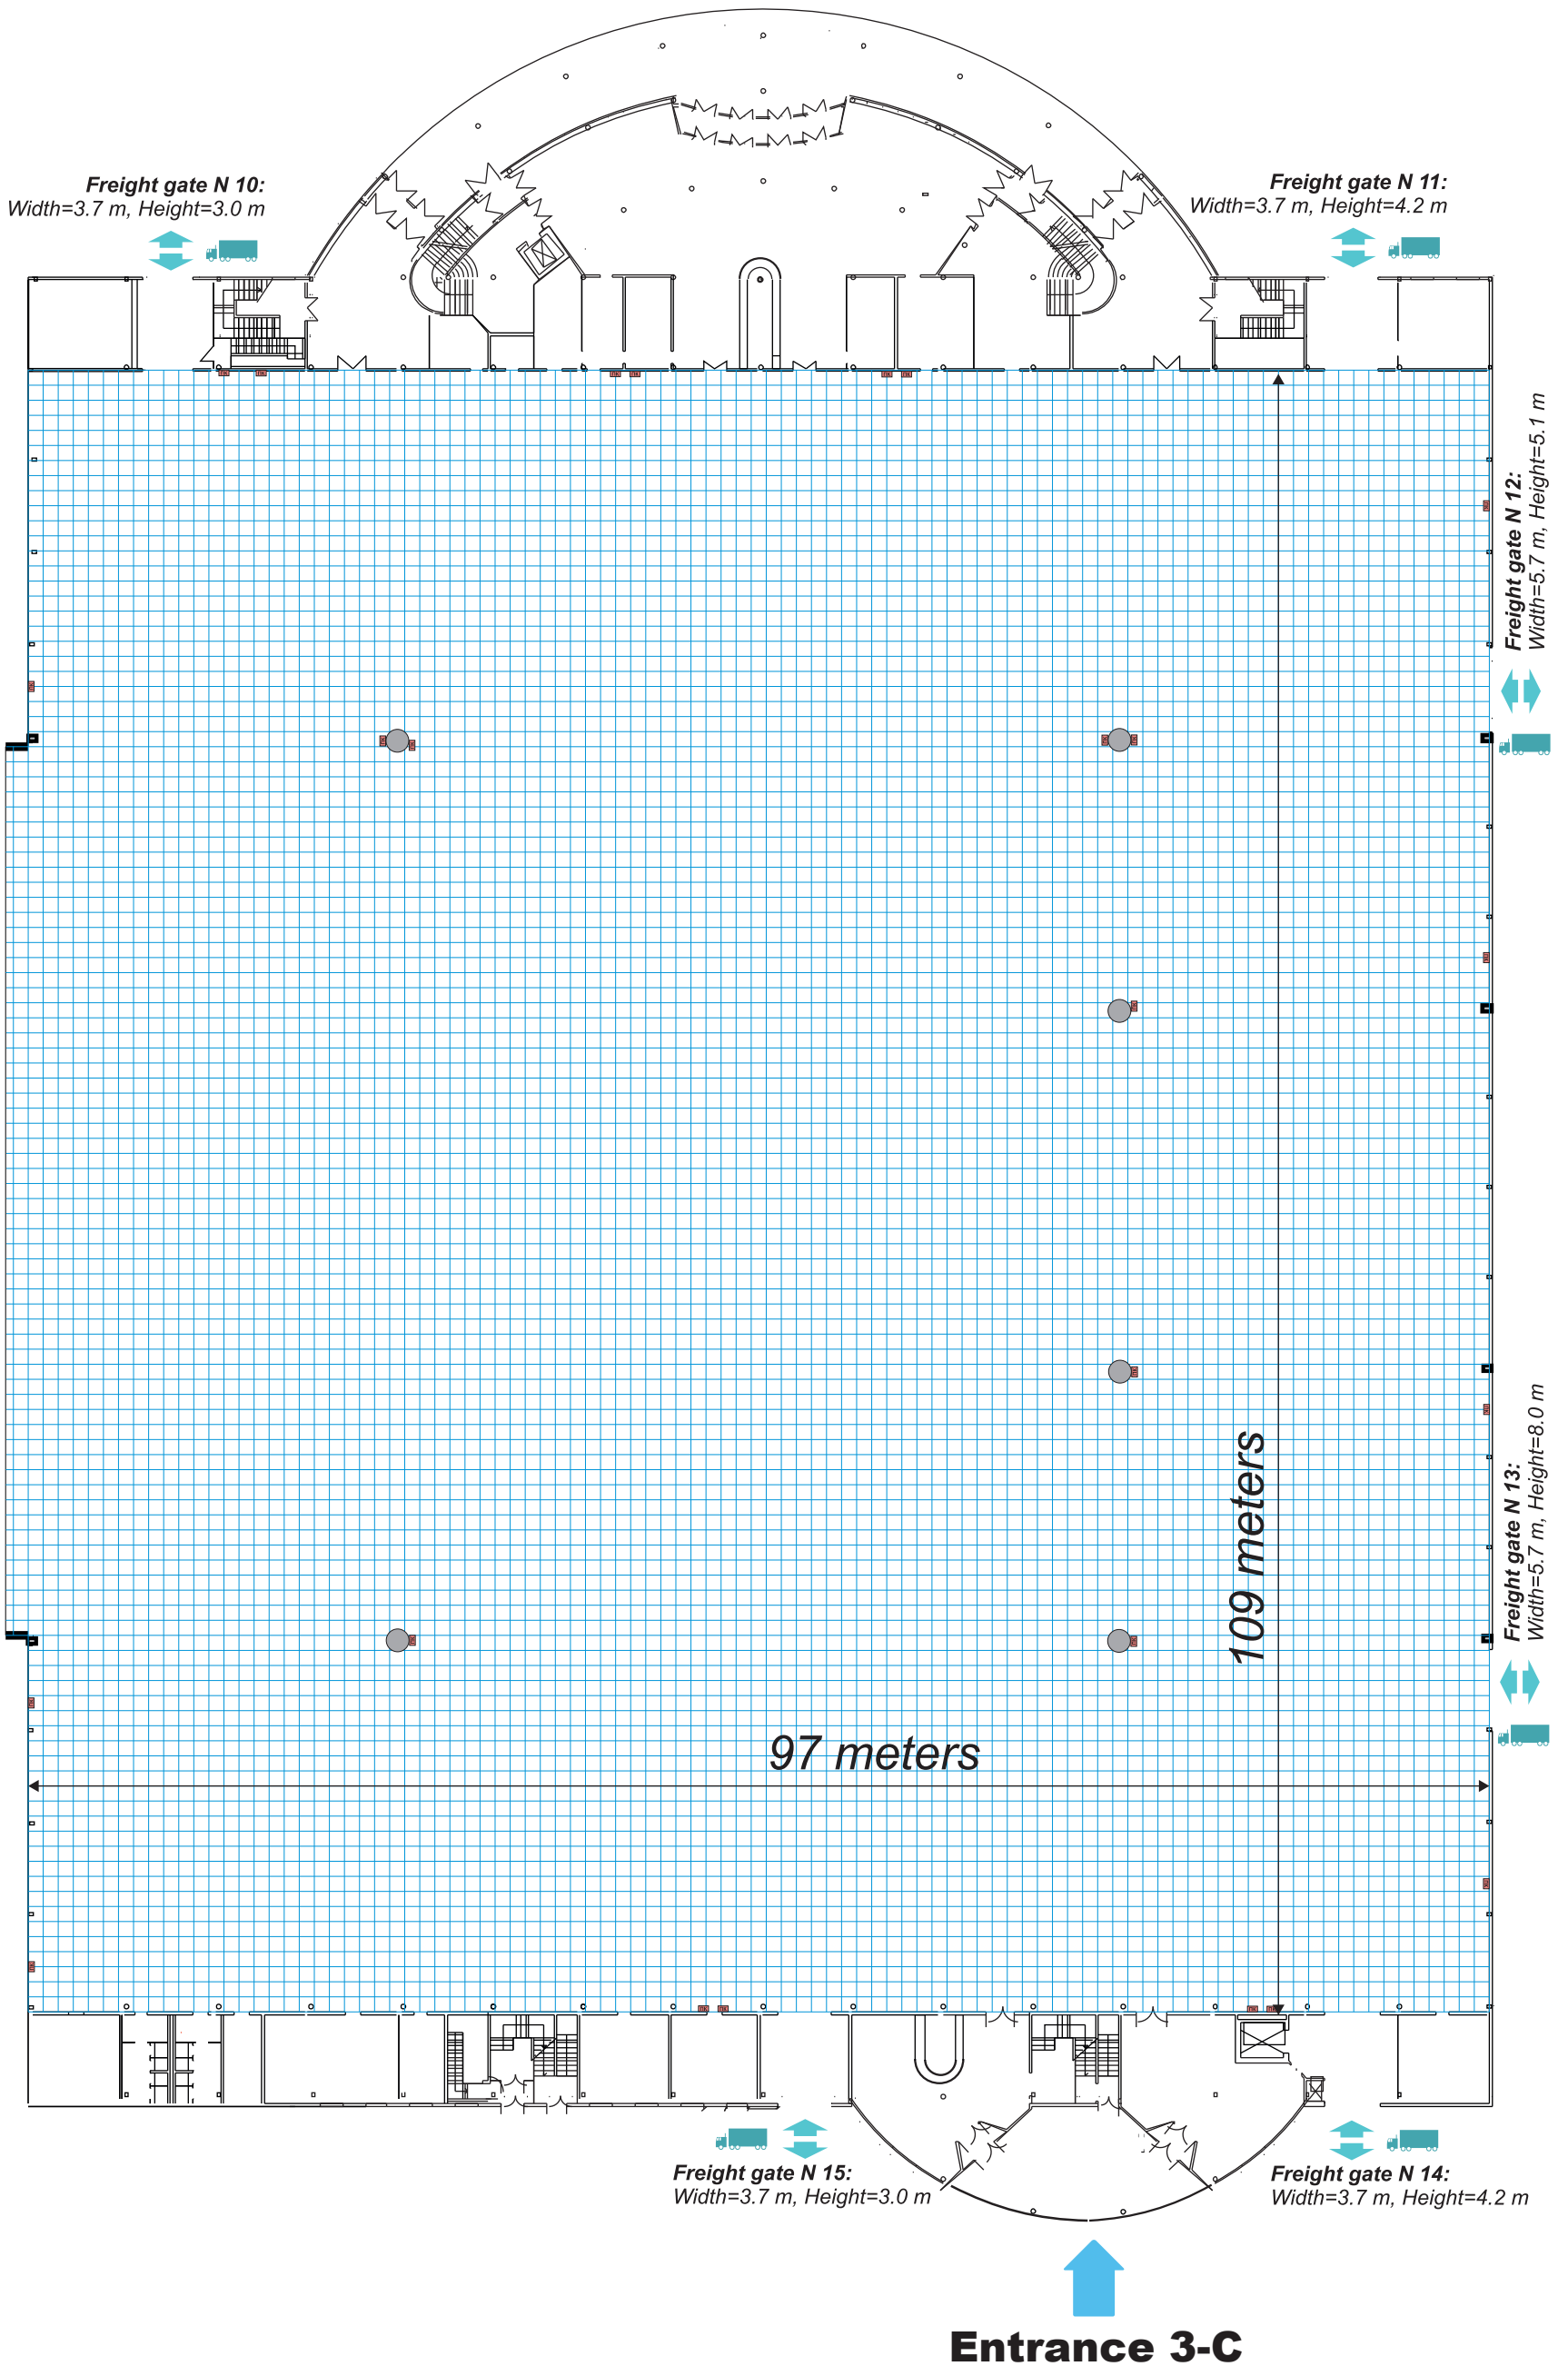 Freight gate N 10:
Width=3.7 m, Height=3.0 m
Freight gate N 11:
Width=3.7 m, Height=4.2 m
Freight gate N 12:
Width=5.7 m, Height=5.1 m
109 meters
Freight gate N 13:
Width=5.7 m, Height=8.0 m
97 meters
Freight gate N 15:
Width=3.7 m, Height=3.0 m
Freight gate N 14:
Width=3.7 m, Height=4.2 m
Entrance 3-C